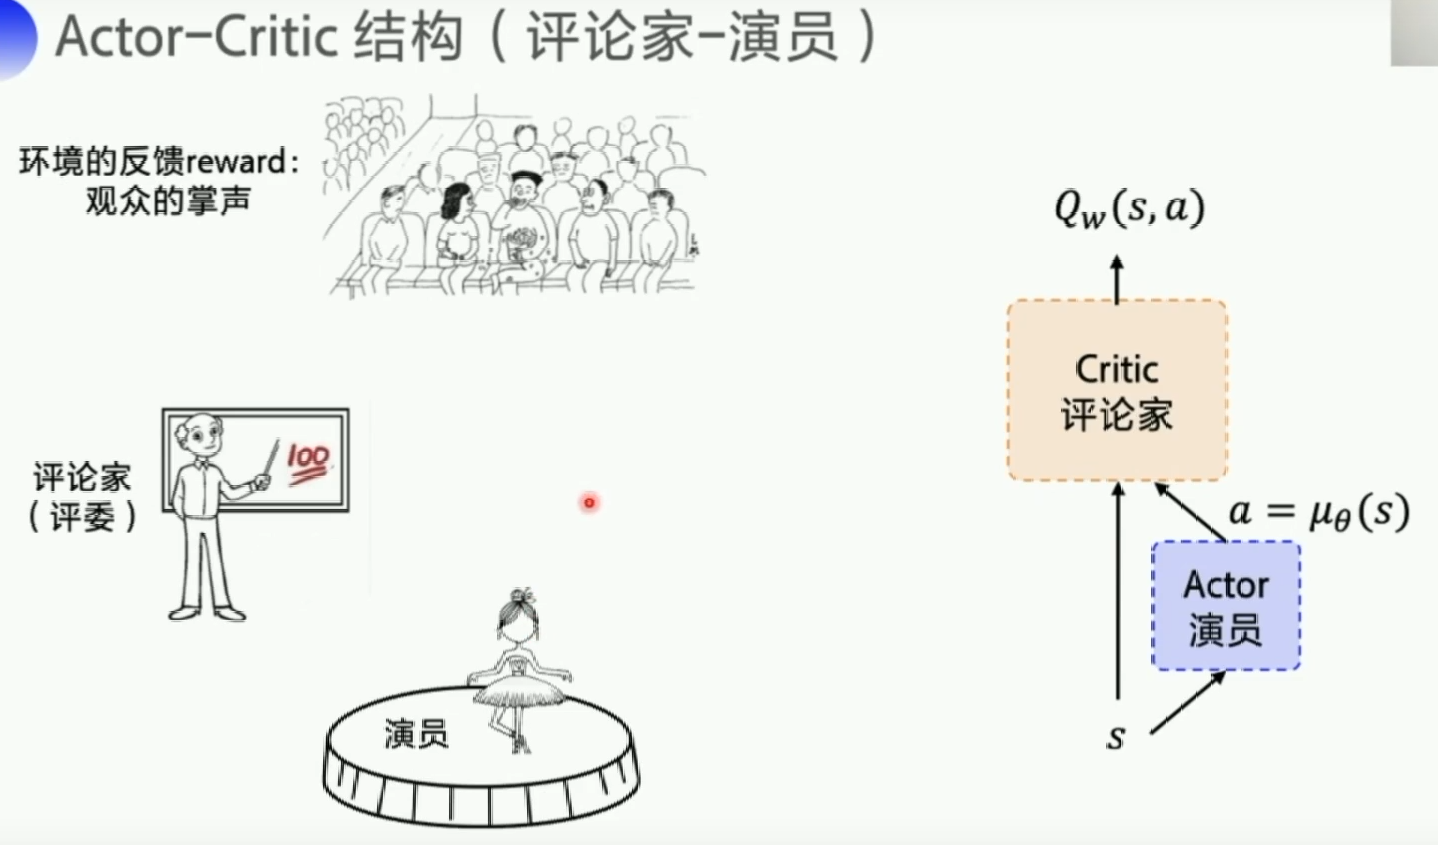 Actor-Critic 结构（评论家-演员）
环境的反馈reward：
观众的掌声
评论家
（评委）
100
演员
Q_w(s, a)
Critic
评论家
a = μ_θ(s)
Actor
演员
s